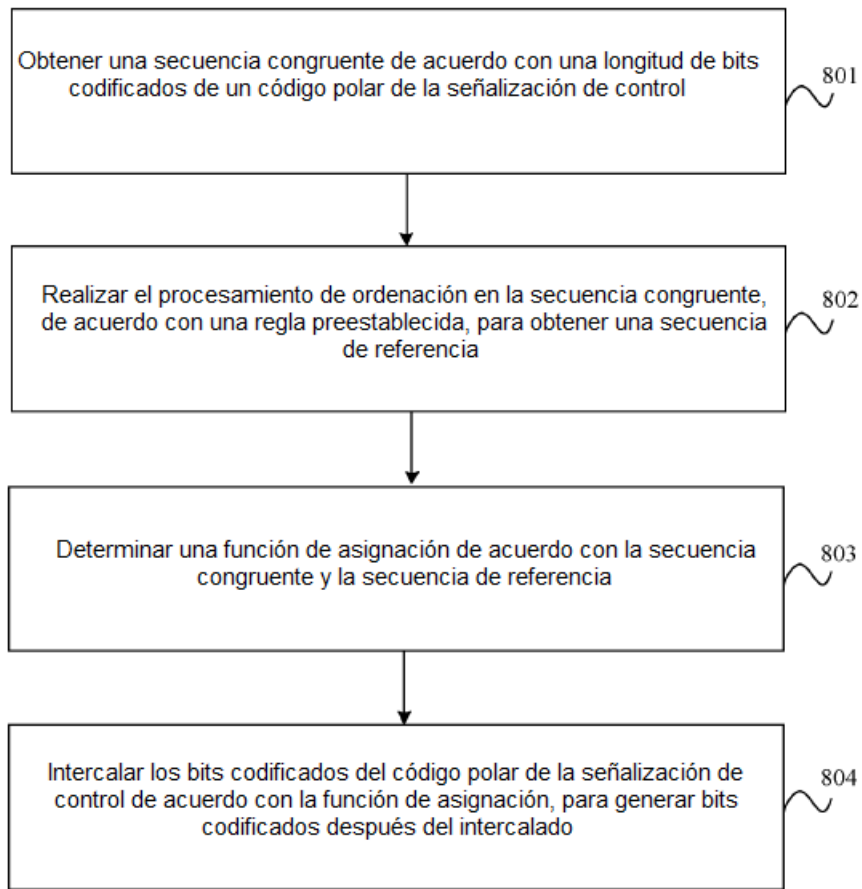 Obtener una secuencia congruente de acuerdo con una longitud de bits
codificados de un código polar de la señalización de control
801
Realizar el procesamiento de ordenación en la secuencia congruente,
de acuerdo con una regla preestablecida, para obtener una secuencia
de referencia
802
Determinar una función de asignación de acuerdo con la secuencia
congruente y la secuencia de referencia
803
Intercalar los bits codificados del código polar de la señalización de
control de acuerdo con la función de asignación, para generar bits
codificados después del intercalado
804